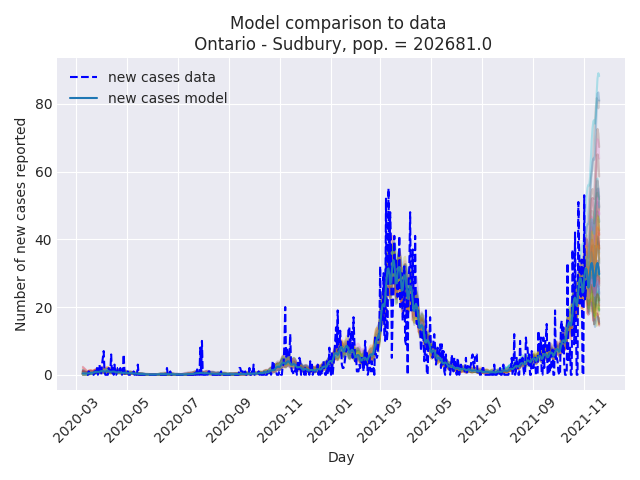 Model comparison to data
Ontario - Sudbury, pop. = 202681.0
new cases data
new cases model
Number of new cases reported
80
60
40
20
0
2020-03
2020-05
2020-07
2020-09
2020-11
2021-01
2021-03
2021-05
2021-07
2021-09
2021-11
Day